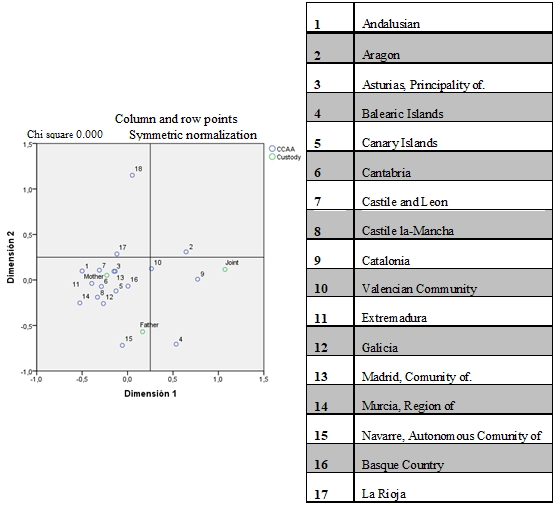 Column and row points
Chi square 0.000 Symmetric normalization
CCAA
Custody
1,5
1,0
0,5
0,0
-0,5
-1,0
Dimensión 2
18
17
2
10
Joint
9
1
7
3
Mother
13
11
6
5
16
8
14
12
Father
15
4
-1,0 -0,5 0,0 0,5 1,0 1,5
Dimensión 1
1 Andalusian
2 Aragon
3 Asturias, Principality of.
4 Balearic Islands
5 Canary Islands
6 Cantabria
7 Castile and Leon
8 Castile la-Mancha
9 Catalonia
10 Valencian Community
11 Extremadura
12 Galicia
13 Madrid, Comunity of.
14 Murcia, Region of
15 Navarre, Autonomous Comunity of
16 Basque Country
17 La Rioja